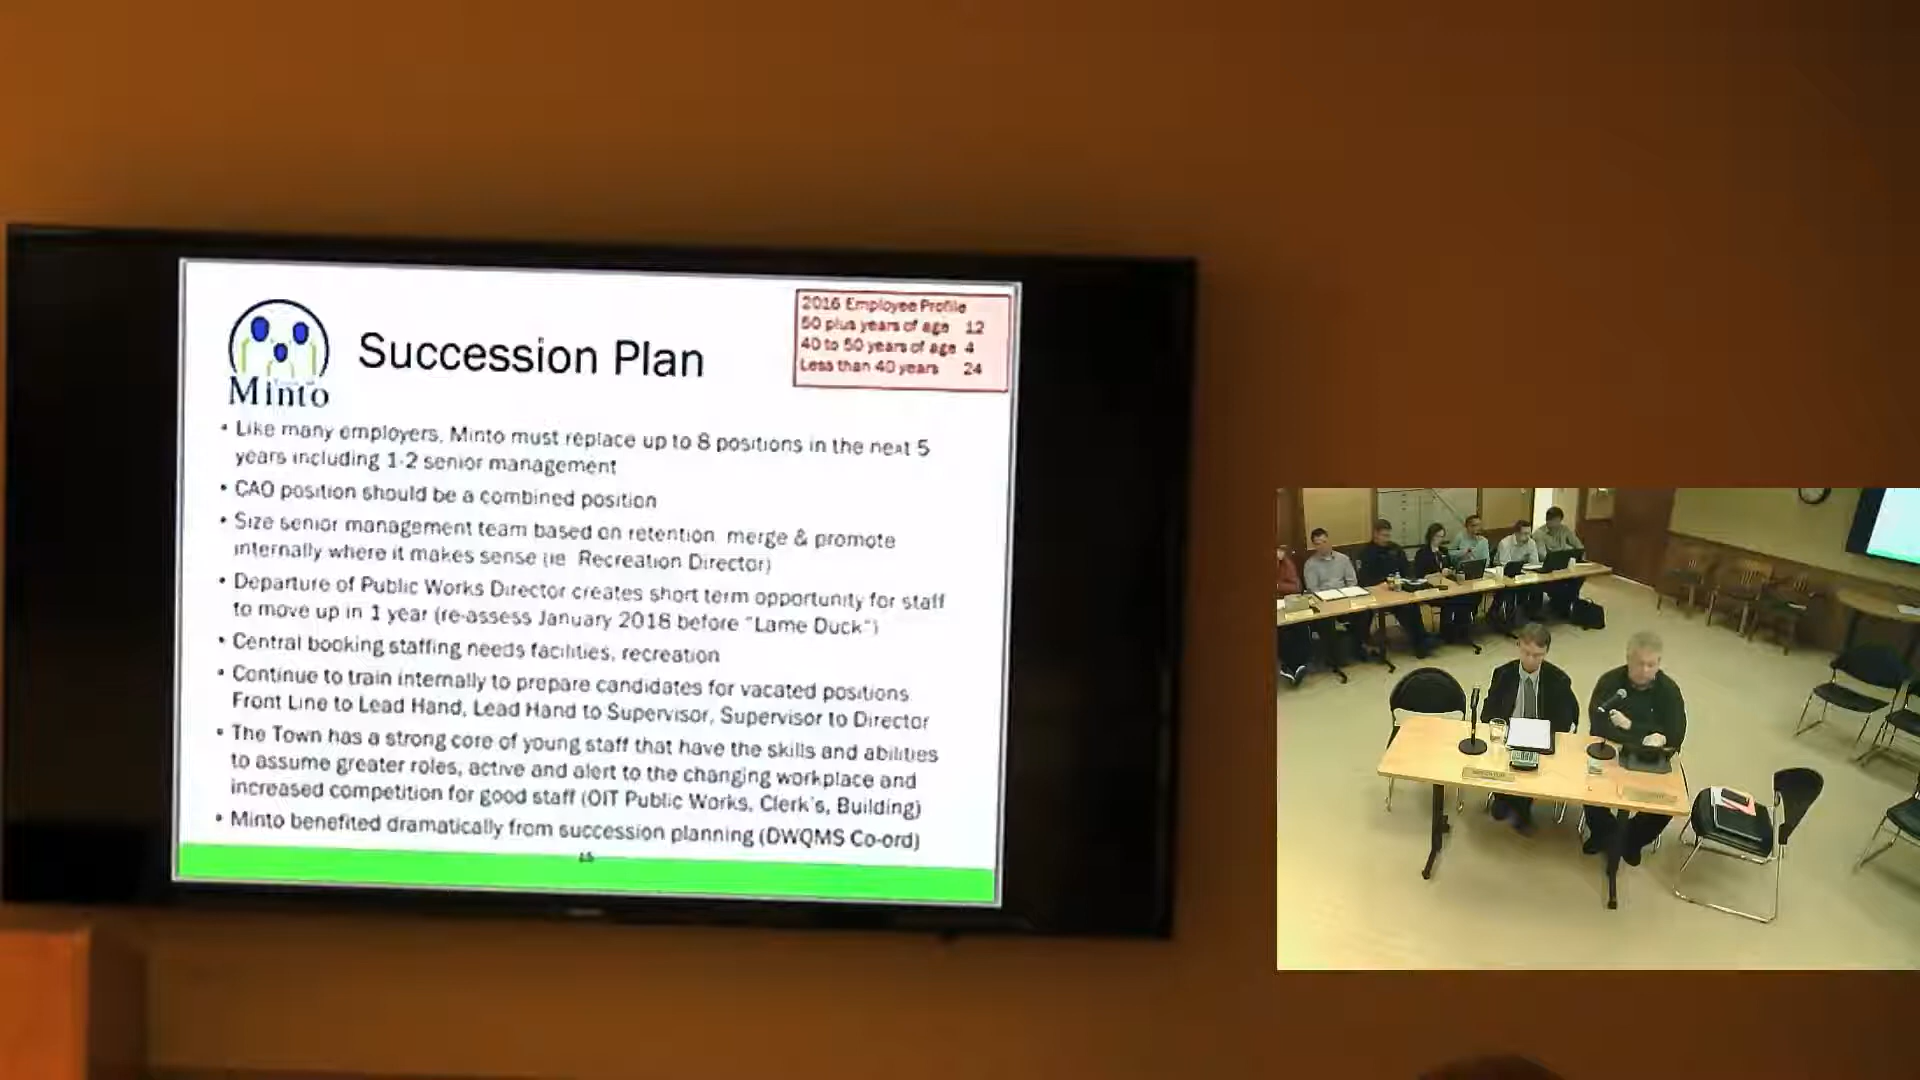 Minto
Succession Plan
2016 Employee Profile
50 plus years of age 12
40 to 50 years of age 4
Less than 40 years 24
• Like many employers, Minto must replace up to 8 positions in the next 5
years including 1-2 senior management
• CAO position should be a combined position
• Size senior management team based on retention, merge & promote
internally where it makes sense (ie Recreation Director)
• Departure of Public Works Director creates short term opportunity for staff
to move up in 1 year (re-assess January 2018 before "Lame Duck")
• Central booking staffing needs facilities, recreation
• Continue to train internally to prepare candidates for vacated positions
Front Line to Lead Hand, Lead Hand to Supervisor, Supervisor to Director
• The Town has a strong core of young staff that have the skills and abilities
to assume greater roles, active and alert to the changing workplace and
increased competition for good staff (OIT Public Works, Clerk's, Building)
• Minto benefited dramatically from succession planning (DWQMS Co-ord)